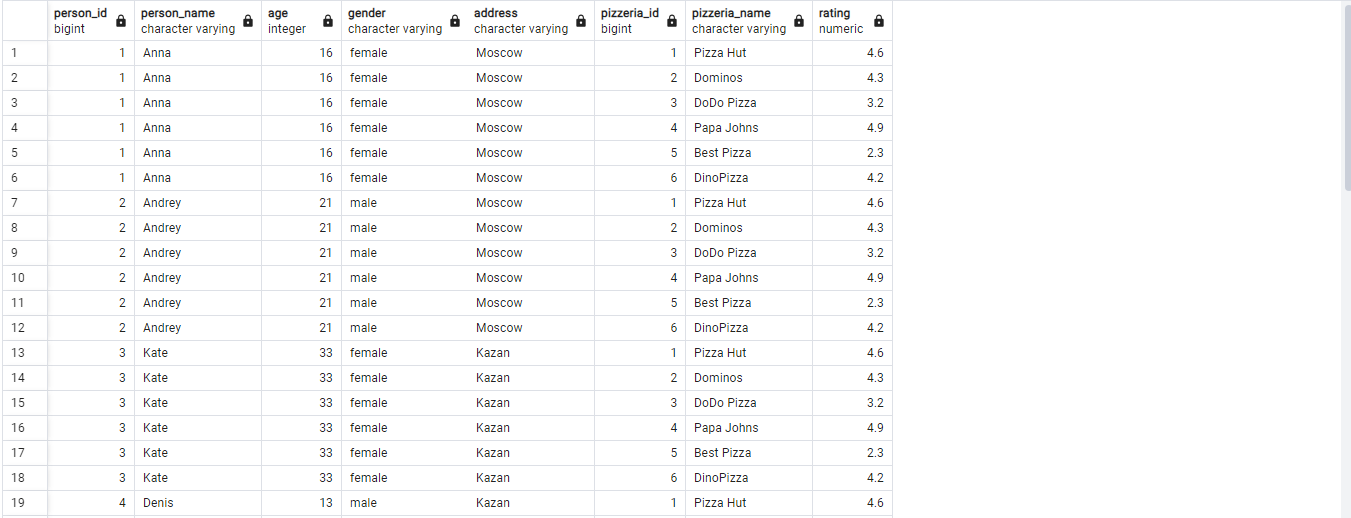 person_id person_name age gender address pizzeria_id pizzeria_name rating
bigint character varying integer character varying character varying bigint character varying numeric
1 1 Anna 16 female Moscow 1 Pizza Hut 4.6
2 1 Anna 16 female Moscow 2 Dominos 4.3
3 1 Anna 16 female Moscow 3 DoDo Pizza 3.2
4 1 Anna 16 female Moscow 4 Papa Johns 4.9
5 1 Anna 16 female Moscow 5 Best Pizza 2.3
6 1 Anna 16 female Moscow 6 DinoPizza 4.2
7 2 Andrey 21 male Moscow 1 Pizza Hut 4.6
8 2 Andrey 21 male Moscow 2 Dominos 4.3
9 2 Andrey 21 male Moscow 3 DoDo Pizza 3.2
10 2 Andrey 21 male Moscow 4 Papa Johns 4.9
11 2 Andrey 21 male Moscow 5 Best Pizza 2.3
12 2 Andrey 21 male Moscow 6 DinoPizza 4.2
13 3 Kate 33 female Kazan 1 Pizza Hut 4.6
14 3 Kate 33 female Kazan 2 Dominos 4.3
15 3 Kate 33 female Kazan 3 DoDo Pizza 3.2
16 3 Kate 33 female Kazan 4 Papa Johns 4.9
17 3 Kate 33 female Kazan 5 Best Pizza 2.3
18 3 Kate 33 female Kazan 6 DinoPizza 4.2
19 4 Denis 13 male Kazan 1 Pizza Hut 4.6